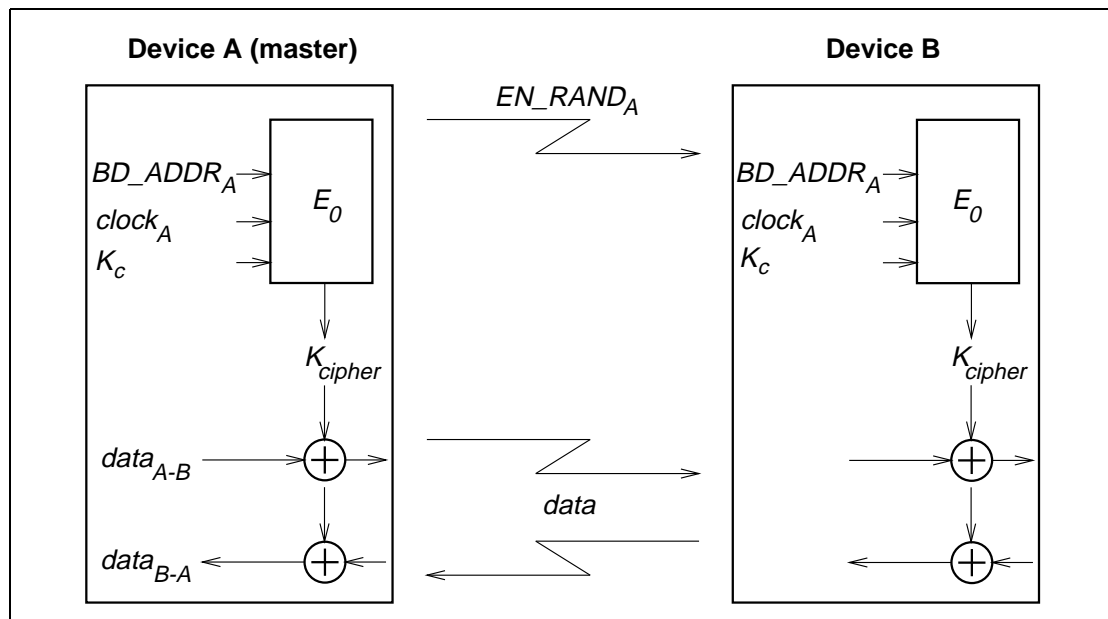 Device A (master)
Device B
EN_RAND_A
BD_ADDR_A
E_0
clock_A
K_c
BD_ADDR_A
E_0
clock_A
K_c
K_cipher
K_cipher
data_A-B
data
data_B-A